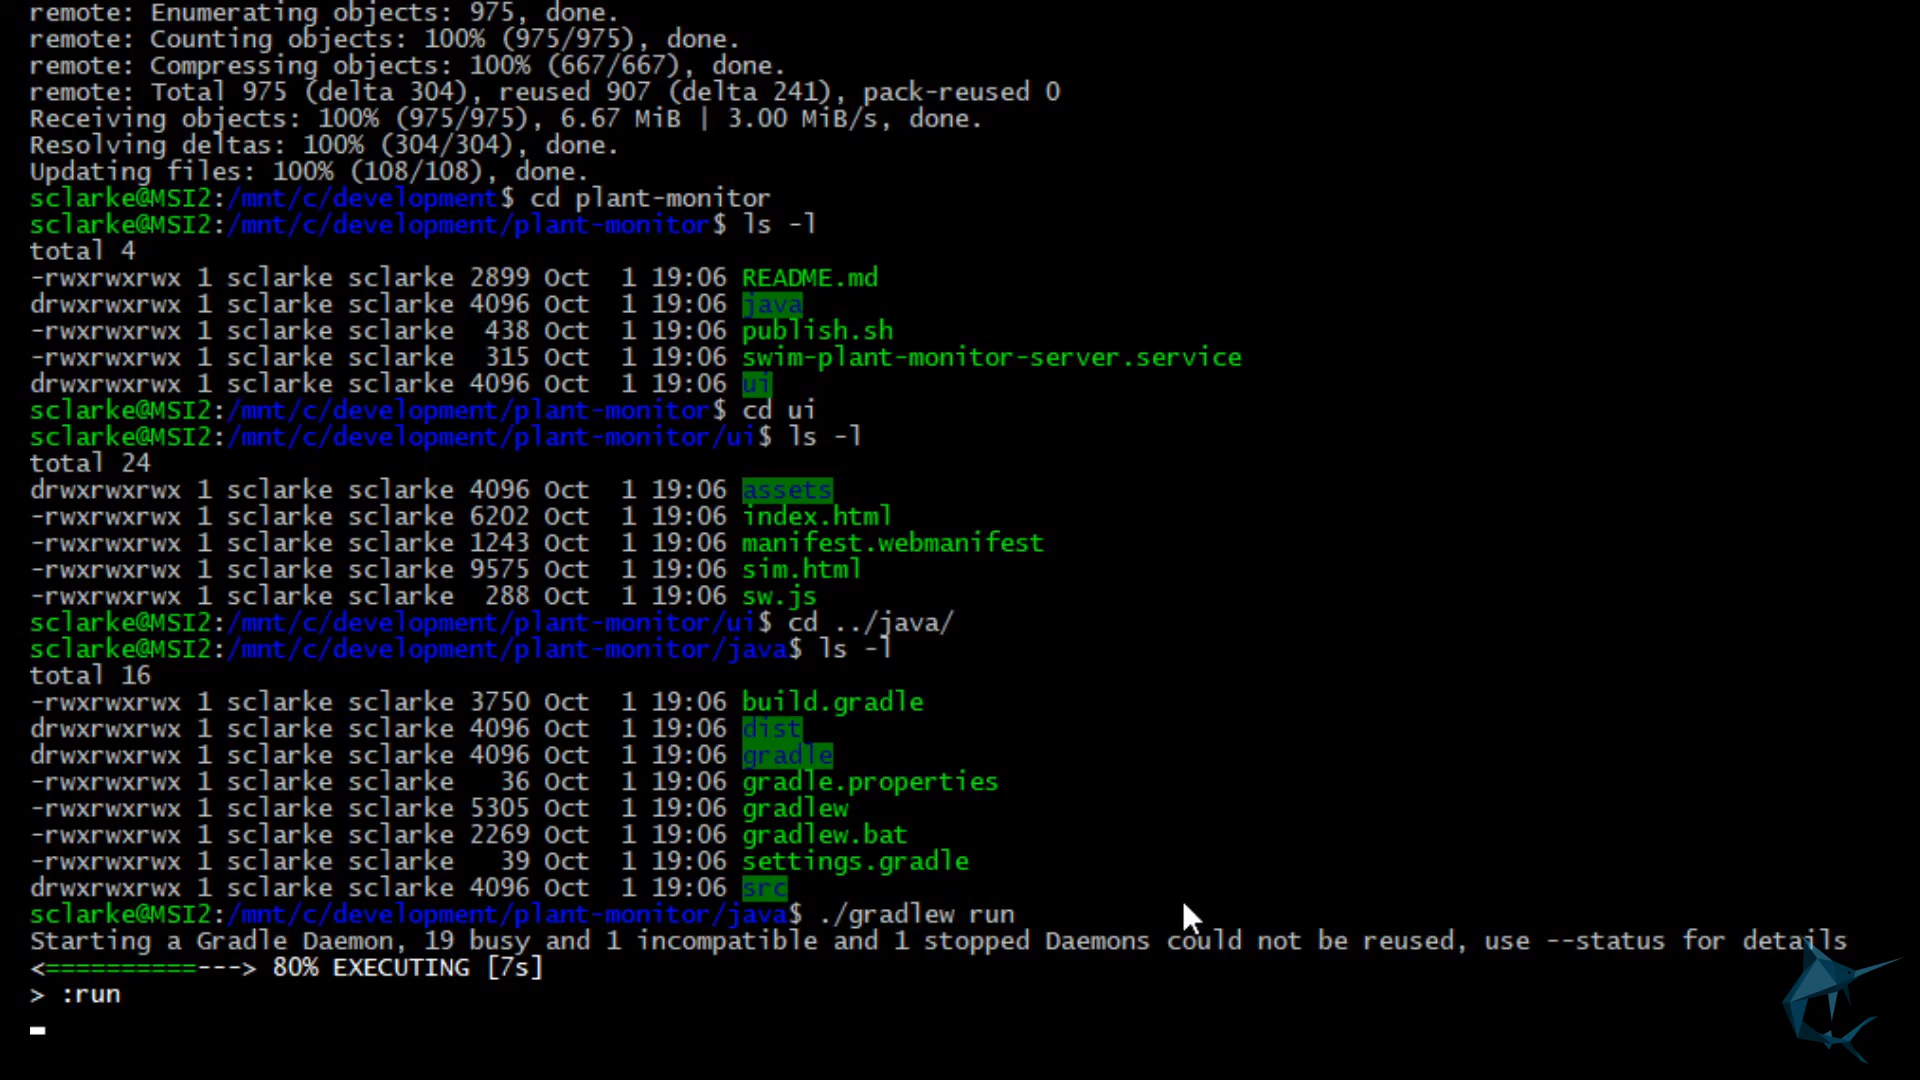 remote: Enumerating objects: 975, done.
remote: Counting objects: 100% (975/975), done.
remote: Compressing objects: 100% (667/667), done.
remote: Total 975 (delta 304), reused 907 (delta 241), pack-reused 0
Receiving objects: 100% (975/975), 6.67 MiB | 3.00 MiB/s, done.
Resolving deltas: 100% (304/304), done.
Updating files: 100% (108/108), done.
sclarke@MSI2:/mnt/c/development$ cd plant-monitor
sclarke@MSI2:/mnt/c/development/plant-monitor$ ls -l
total 4
-rwxrwxrwx 1 sclarke sclarke 2899 Oct  1 19:06 README.md
drwxrwxrwx 1 sclarke sclarke 4096 Oct  1 19:06 java
-rwxrwxrwx 1 sclarke sclarke  438 Oct  1 19:06 publish.sh
-rwxrwxrwx 1 sclarke sclarke  315 Oct  1 19:06 swim-plant-monitor-server.service
drwxrwxrwx 1 sclarke sclarke 4096 Oct  1 19:06 ui
sclarke@MSI2:/mnt/c/development/plant-monitor$ cd ui
sclarke@MSI2:/mnt/c/development/plant-monitor/ui$ ls -l
total 24
drwxrwxrwx 1 sclarke sclarke 4096 Oct  1 19:06 assets
-rwxrwxrwx 1 sclarke sclarke 6202 Oct  1 19:06 index.html
-rwxrwxrwx 1 sclarke sclarke 1243 Oct  1 19:06 manifest.webmanifest
-rwxrwxrwx 1 sclarke sclarke 9575 Oct  1 19:06 sim.html
-rwxrwxrwx 1 sclarke sclarke  288 Oct  1 19:06 sw.js
sclarke@MSI2:/mnt/c/development/plant-monitor/ui$ cd ../java/
sclarke@MSI2:/mnt/c/development/plant-monitor/java$ ls -l
total 16
-rwxrwxrwx 1 sclarke sclarke 3750 Oct  1 19:06 build.gradle
drwxrwxrwx 1 sclarke sclarke 4096 Oct  1 19:06 dist
drwxrwxrwx 1 sclarke sclarke 4096 Oct  1 19:06 gradle
-rwxrwxrwx 1 sclarke sclarke   36 Oct  1 19:06 gradle.properties
-rwxrwxrwx 1 sclarke sclarke 5305 Oct  1 19:06 gradlew
-rwxrwxrwx 1 sclarke sclarke 2269 Oct  1 19:06 gradlew.bat
-rwxrwxrwx 1 sclarke sclarke   39 Oct  1 19:06 settings.gradle
drwxrwxrwx 1 sclarke sclarke 4096 Oct  1 19:06 src
sclarke@MSI2:/mnt/c/development/plant-monitor/java$ ./gradlew run
Starting a Gradle Daemon, 19 busy and 1 incompatible and 1 stopped Daemons could not be reused, use --status for details
<==========---> 80% EXECUTING [7s]
> :run